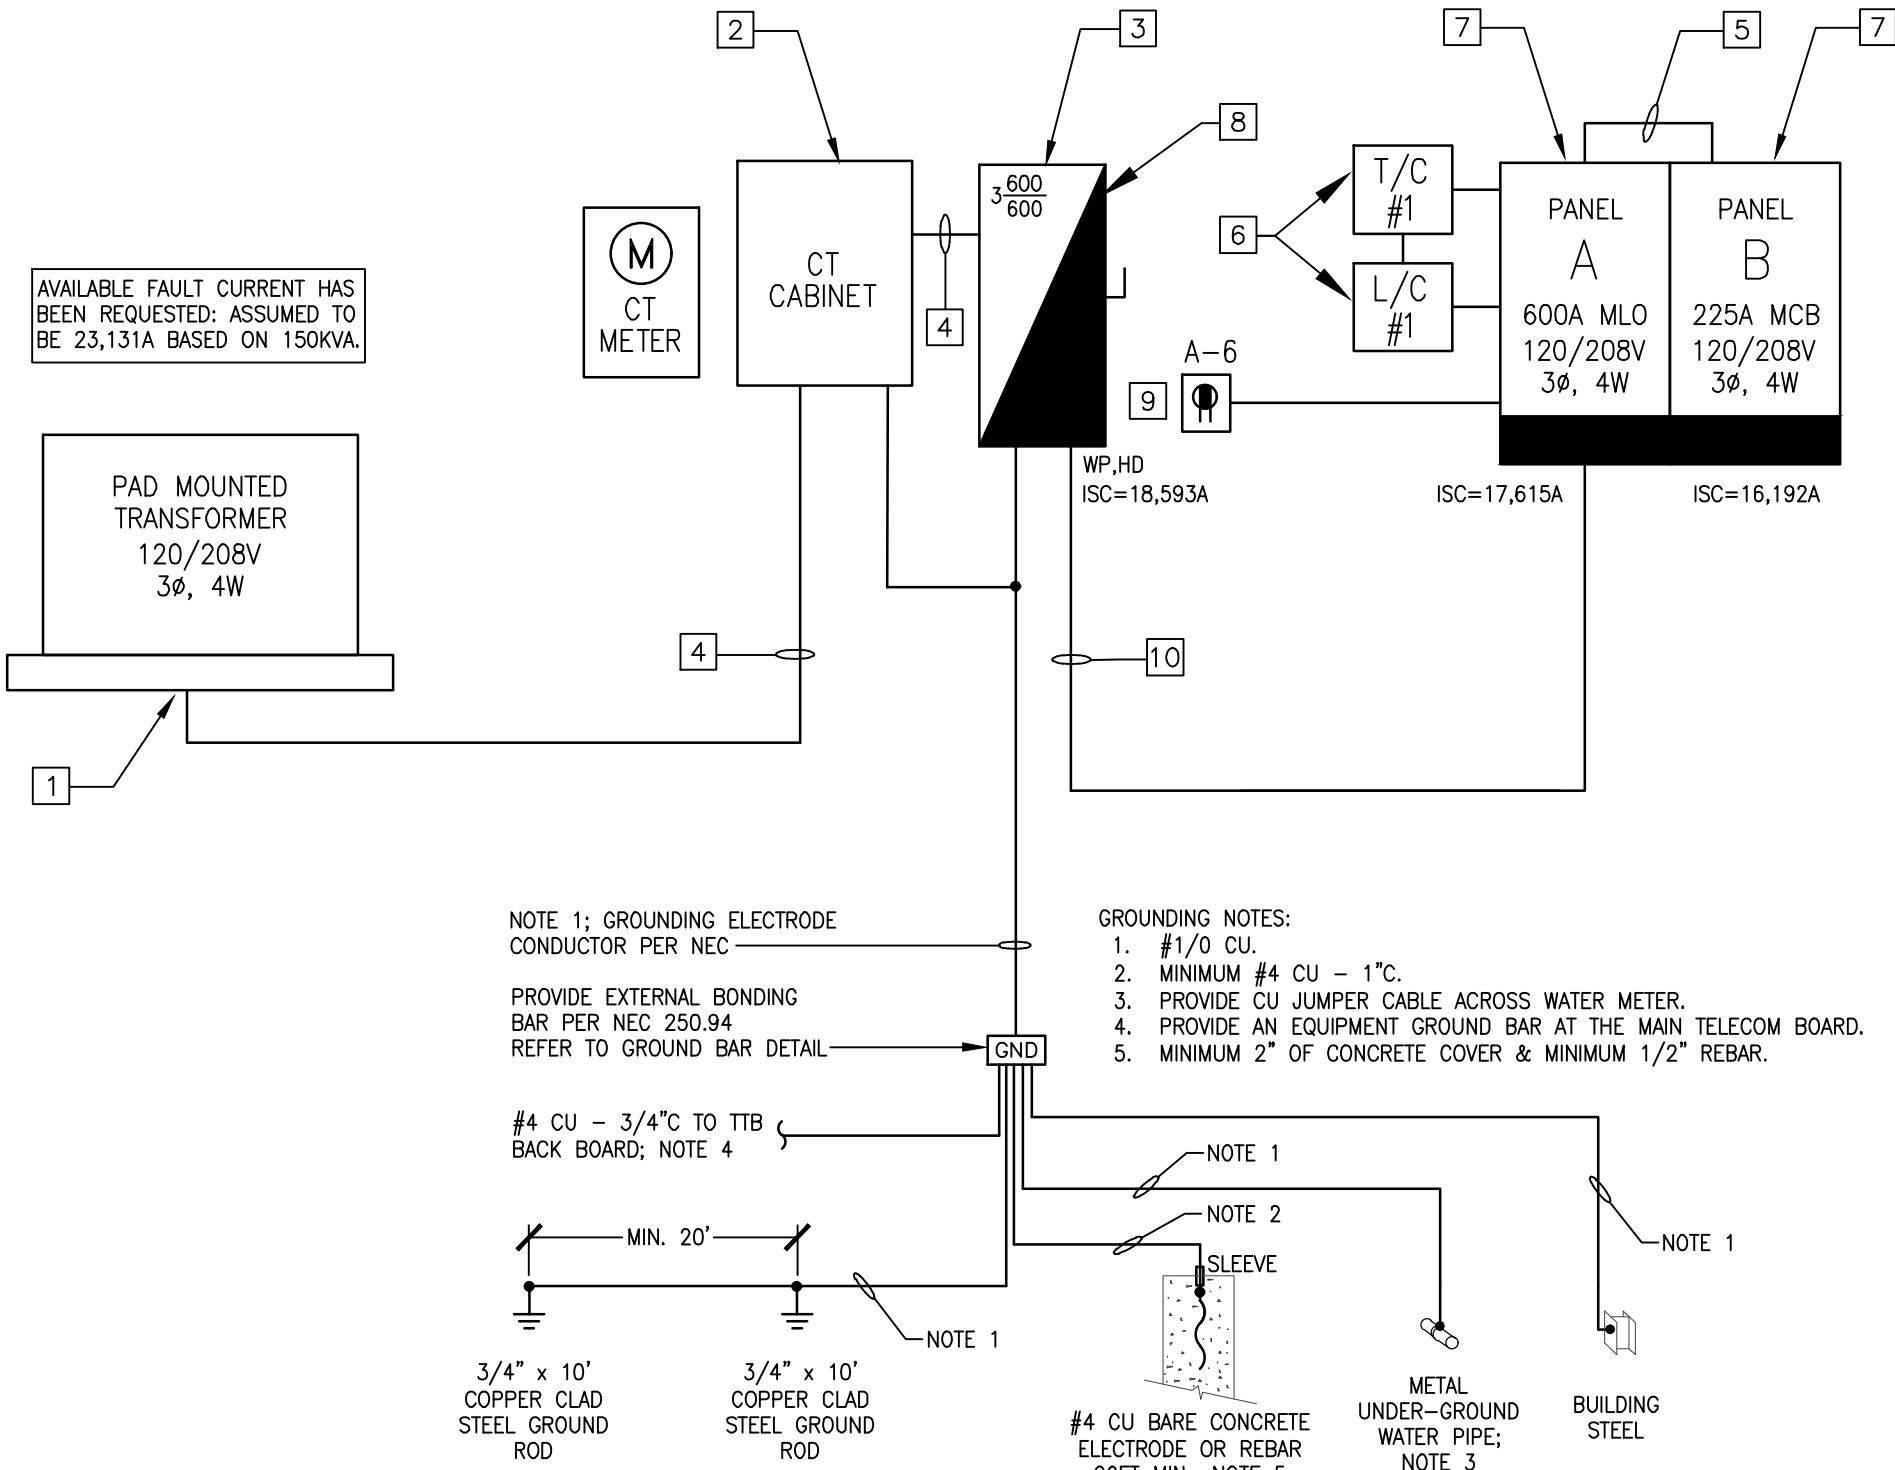 2
3
7
5
7
8
6
T/C
#1
L/C
#1
PANEL
A
600A MLO
120/208V
3ø, 4W
PANEL
B
225A MCB
120/208V
3ø, 4W
3 600
600
CT
CABINET
4
M
CT
METER
AVAILABLE FAULT CURRENT HAS
BEEN REQUESTED: ASSUMED TO
BE 23,131A BASED ON 150KVA.
A-6
9
WP,HD
ISC=18,593A
ISC=17,615A
ISC=16,192A
PAD MOUNTED
TRANSFORMER
120/208V
3ø, 4W
4
10
1
NOTE 1; GROUNDING ELECTRODE
CONDUCTOR PER NEC
PROVIDE EXTERNAL BONDING
BAR PER NEC 250.94
REFER TO GROUND BAR DETAIL
GND
GROUNDING NOTES:
1. #1/0 CU.
2. MINIMUM #4 CU - 1"C.
3. PROVIDE CU JUMPER CABLE ACROSS WATER METER.
4. PROVIDE AN EQUIPMENT GROUND BAR AT THE MAIN TELECOM BOARD.
5. MINIMUM 2" OF CONCRETE COVER & MINIMUM 1/2" REBAR.
#4 CU - 3/4"C TO TTB
BACK BOARD; NOTE 4
NOTE 1
NOTE 2
SLEEVE
NOTE 1
MIN. 20'
NOTE 1
3/4" x 10'
COPPER CLAD
STEEL GROUND
ROD
3/4" x 10'
COPPER CLAD
STEEL GROUND
ROD
#4 CU BARE CONCRETE
ELECTRODE OR REBAR
METAL
UNDER-GROUND
WATER PIPE;
NOTE 3
BUILDING
STEEL